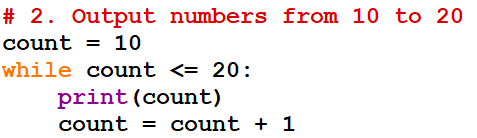 # 2. Output numbers from 10 to 20
count = 10
while count <= 20:
    print(count)
    count = count + 1